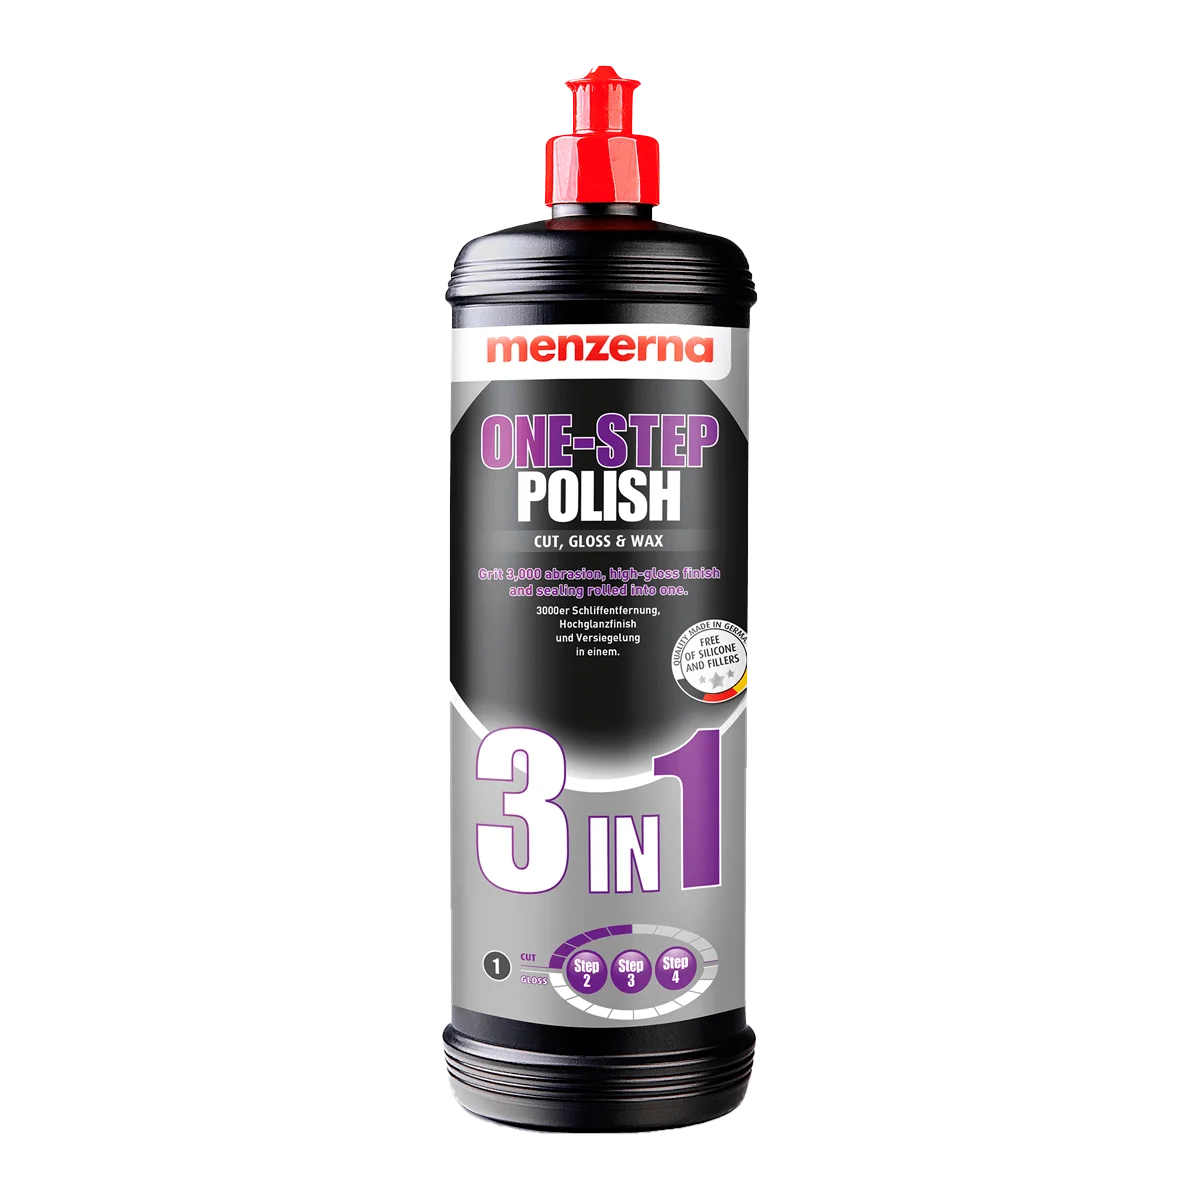 menzerna
ONE-STEP
POLISH
CUT, GLOSS & WAX
Grit 3,000 abrasion, high-gloss finish
and sealing rolled into one.
3000er Schliffentfernung,
Hochglanzfinish
und Versiegelung
in einem.
QUALITY MADE IN GERMA
FREE
OF SILICONE
AND FILLERS
3 IN 1
1
CUT
GLOSS
Step
2
Step
3
Step
4